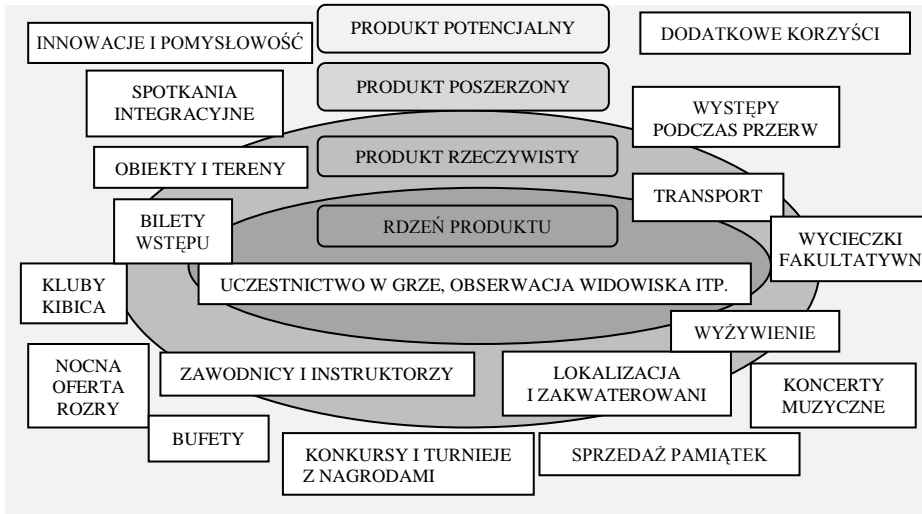 PRODUKT POTENCJALNY
INNOWACJE I POMYSŁOWOŚĆ
DODATKOWE KORZYŚCI
PRODUKT POSZERZONY
SPOTKANIA
INTEGRACYJNE
WYSTĘPY
PODCZAS PRZERW
PRODUKT RZECZYWISTY
OBIEKTY I TERENY
TRANSPORT
BILETY
WSTĘPU
RDZEŃ PRODUKTU
WYCIECZKI
FAKULTATYWN
KLUBY
KIBICA
UCZESTNICTWO W GRZE, OBSERWACJA WIDOWISKA ITP.
WYŻYWIENIE
NOCNA
OFERTA
ROZRY
ZAWODNICY I INSTRUKTORZY
LOKALIZACJA
I ZAKWATEROWANI
KONCERTY
MUZYCZNE
BUFETY
KONKURSY I TURNIEJE
Z NAGRODAMI
SPRZEDAŻ PAMIĄTEK